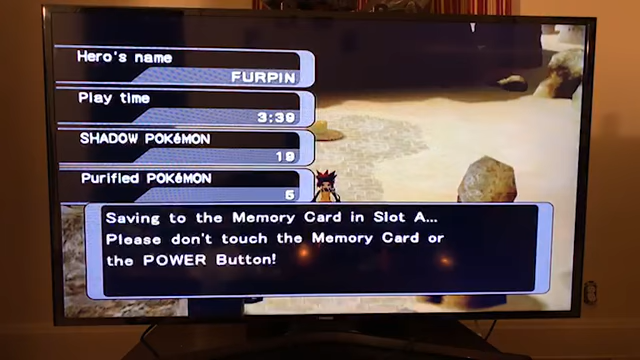 Hero's name
FURPIN
Play time
3:39
SHADOW POKéMON
19
Purified POKéMON
5
Saving to the Memory Card in Slot A...
Please don't touch the Memory Card or
the POWER Button!